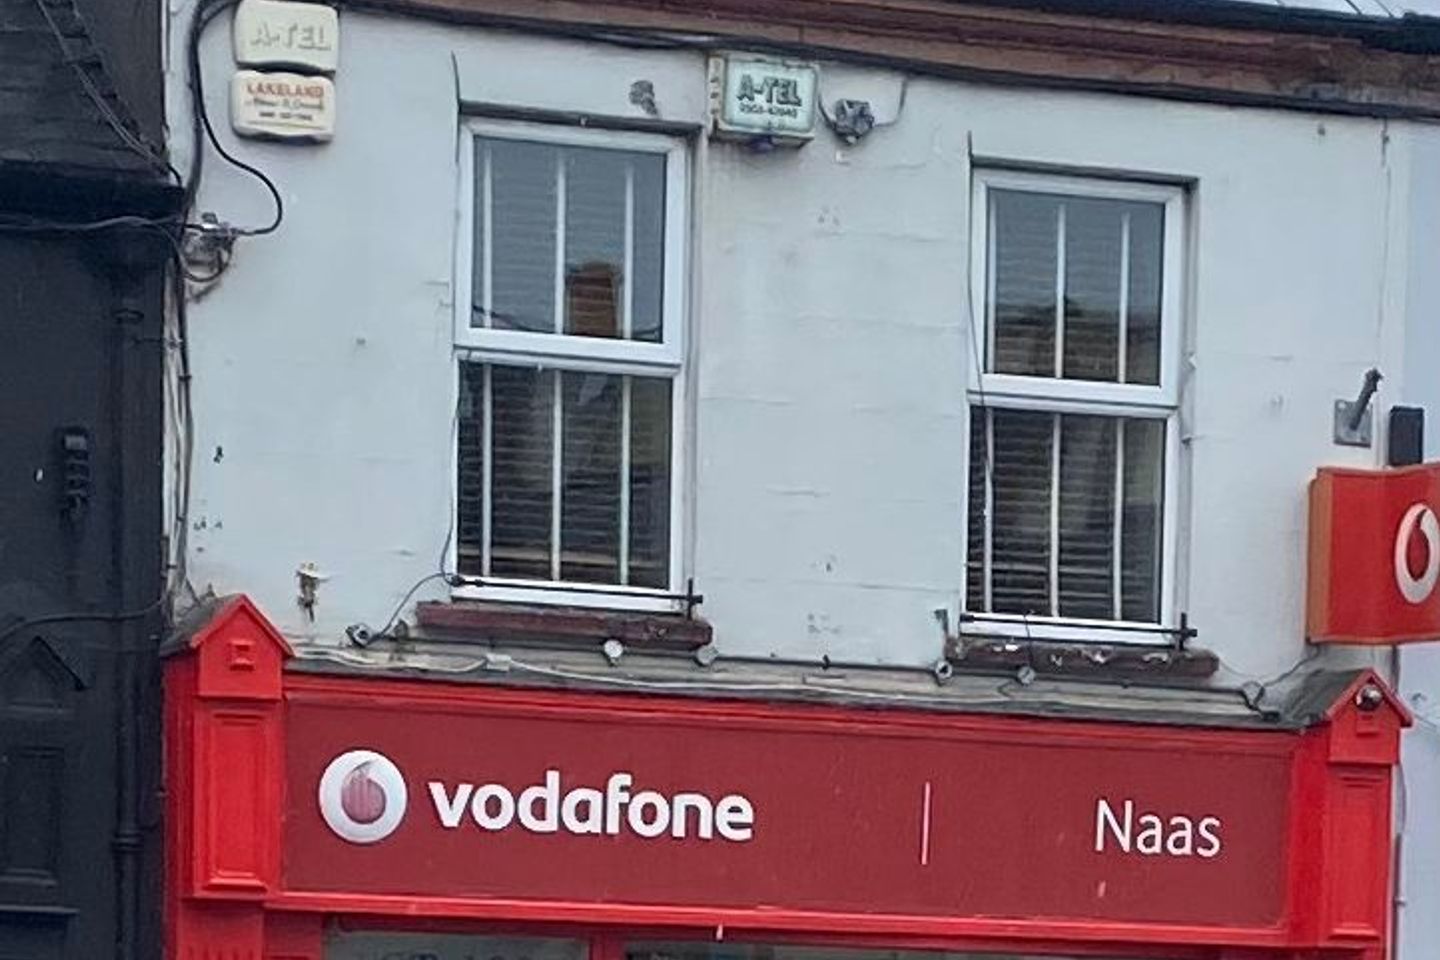 A-TEL
LAKELAND
A-TEL
vodafone | Naas